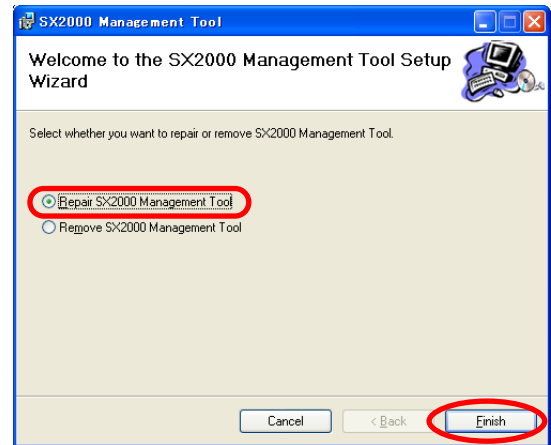 SX2000 Management Tool
Welcome to the SX2000 Management Tool Setup
Wizard
Select whether you want to repair or remove SX2000 Management Tool.
Repair SX2000 Management Tool
Remove SX2000 Management Tool
Cancel
< Back
Finish